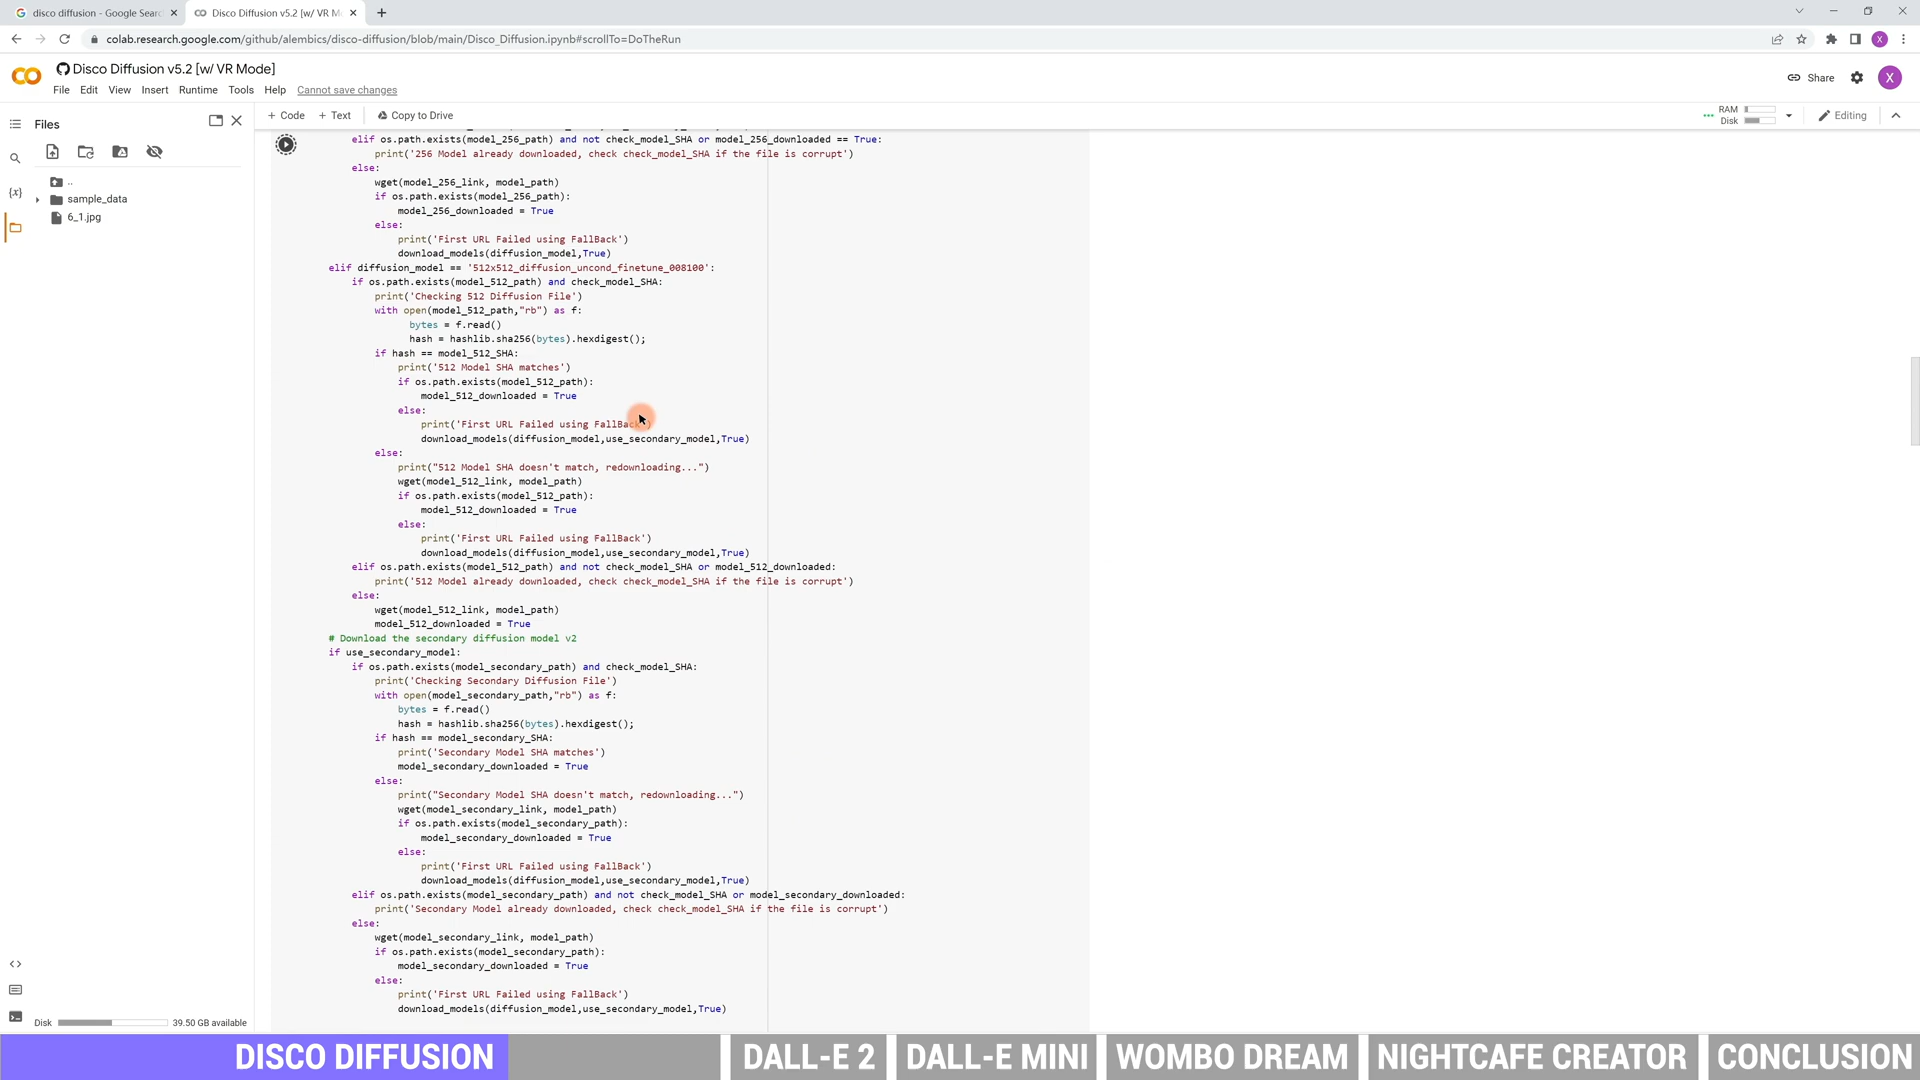 disco diffusion - Google Searc
Disco Diffusion v5.2 [w/ VR M
colab.research.google.com/github/alembics/disco-diffusion/blob/main/Disco_Diffusion.ipynb#scrollTo=DoTheRun
X
Disco Diffusion v5.2 [w/ VR Mode]
File Edit View Insert Runtime Tools Help Cannot save changes
Share
X
Files
+ Code + Text Copy to Drive
RAM
Disk
Editing
..
sample_data
6_1.jpg
{x}
elif os.path.exists(model_256_path) and not check_model_SHA or model_256_downloaded == True:
print('256 Model already downloaded, check check_model_SHA if the file is corrupt')
else:
wget(model_256_link, model_path)
if os.path.exists(model_256_path):
model_256_downloaded = True
else:
print('First URL Failed using FallBack')
download_models(diffusion_model,True)
elif diffusion_model == '512x512_diffusion_uncond_finetune_008100':
if os.path.exists(model_512_path) and check_model_SHA:
print('Checking 512 Diffusion File')
with open(model_512_path,"rb") as f:
bytes = f.read()
hash = hashlib.sha256(bytes).hexdigest();
if hash == model_512_SHA:
print('512 Model SHA matches')
if os.path.exists(model_512_path):
model_512_downloaded = True
else:
print('First URL Failed using FallBack')
download_models(diffusion_model,use_secondary_model,True)
else:
print("512 Model SHA doesn't match, redownloading...")
wget(model_512_link, model_path)
if os.path.exists(model_512_path):
model_512_downloaded = True
else:
print('First URL Failed using FallBack')
download_models(diffusion_model,use_secondary_model,True)
elif os.path.exists(model_512_path) and not check_model_SHA or model_512_downloaded:
print('512 Model already downloaded, check check_model_SHA if the file is corrupt')
else:
wget(model_512_link, model_path)
model_512_downloaded = True
# Download the secondary diffusion model v2
if use_secondary_model:
if os.path.exists(model_secondary_path) and check_model_SHA:
print('Checking Secondary Diffusion File')
with open(model_secondary_path,"rb") as f:
bytes = f.read()
hash = hashlib.sha256(bytes).hexdigest();
if hash == model_secondary_SHA:
print('Secondary Model SHA matches')
model_secondary_downloaded = True
else:
print("Secondary Model SHA doesn't match, redownloading...")
wget(model_secondary_link, model_path)
if os.path.exists(model_secondary_path):
model_secondary_downloaded = True
else:
print('First URL Failed using FallBack')
download_models(diffusion_model,use_secondary_model,True)
elif os.path.exists(model_secondary_path) and not check_model_SHA or model_secondary_downloaded:
print('Secondary Model already downloaded, check check_model_SHA if the file is corrupt')
else:
wget(model_secondary_link, model_path)
if os.path.exists(model_secondary_path):
model_secondary_downloaded = True
else:
print('First URL Failed using FallBack')
download_models(diffusion_model,use_secondary_model,True)
Disk 39.50 GB available
DISCO DIFFUSION DALL-E 2 DALL-E MINI WOMBO DREAM NIGHTCAFE CREATOR CONCLUSION